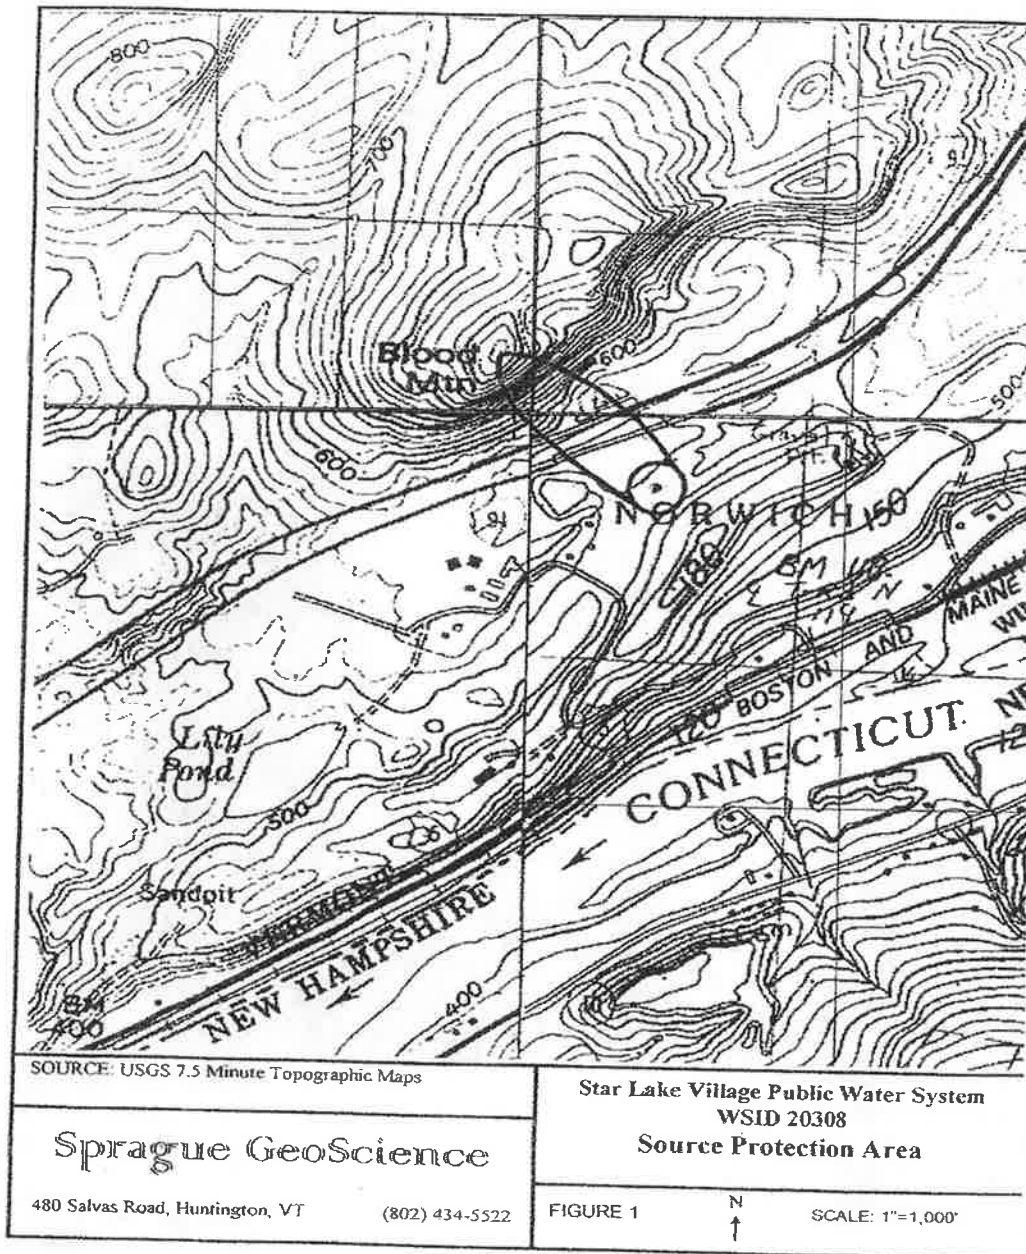 800
700
Blood
Mtn
600
500
600
NORWICH
150
180
BM
MAINE
BOSTON AND
120
CONNECTICUT
Pond
500
Sandpit
VERMONT
NEW HAMPSHIRE
400
BM
400
SOURCE: USGS 7.5 Minute Topographic Maps
Sprague GeoScience
480 Salvas Road, Huntington, VT
(802) 434-5522
Star Lake Village Public Water System
WSID 20308
Source Protection Area
FIGURE 1
N
SCALE: 1"=1,000'